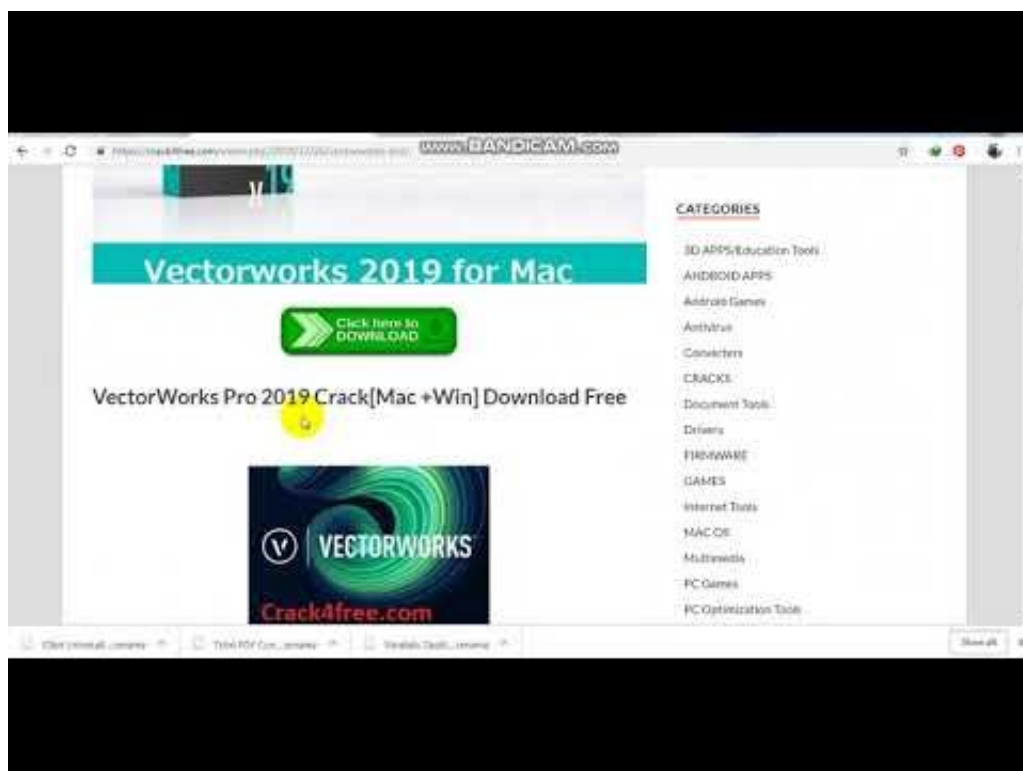 www.BANDICAM.com
19
V
Vectorworks 2019 for Mac
Click here to
DOWNLOAD
VectorWorks Pro 2019 Crack[Mac +Win] Download Free
V VECTORWORKS
Crack4free.com
CATEGORIES
3D APPS/Education Tools
ANDROID APPS
Android Games
Antivirus
Converters
CRACKS
Document Tools
Drivers
FIRMWARE
GAMES
Internet Tools
MAC OS
Multimedia
PC Games
PC Optimization Tools
Show all